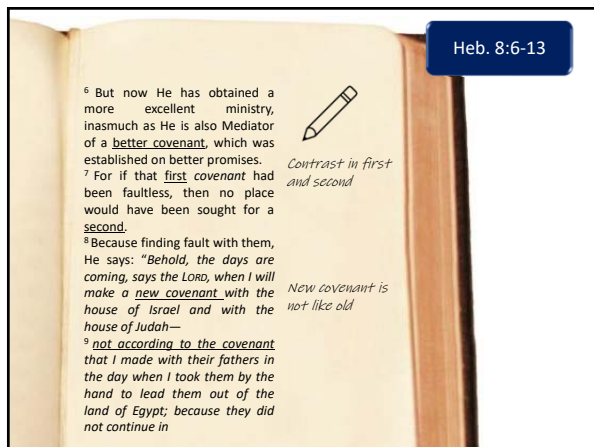 Heb. 8:6-13
6 But now He has obtained a
more excellent ministry,
inasmuch as He is also Mediator
of a better covenant, which was
established on better promises.
7 For if that first covenant had
been faultless, then no place
would have been sought for a
second.
8 Because finding fault with them,
He says: “Behold, the days are
coming, says the LORD, when I will
make a new covenant with the
house of Israel and with the
house of Judah—
9 not according to the covenant
that I made with their fathers in
the day when I took them by the
hand to lead them out of the
land of Egypt; because they did
not continue in
Contrast in first
and second
New covenant is
not like old